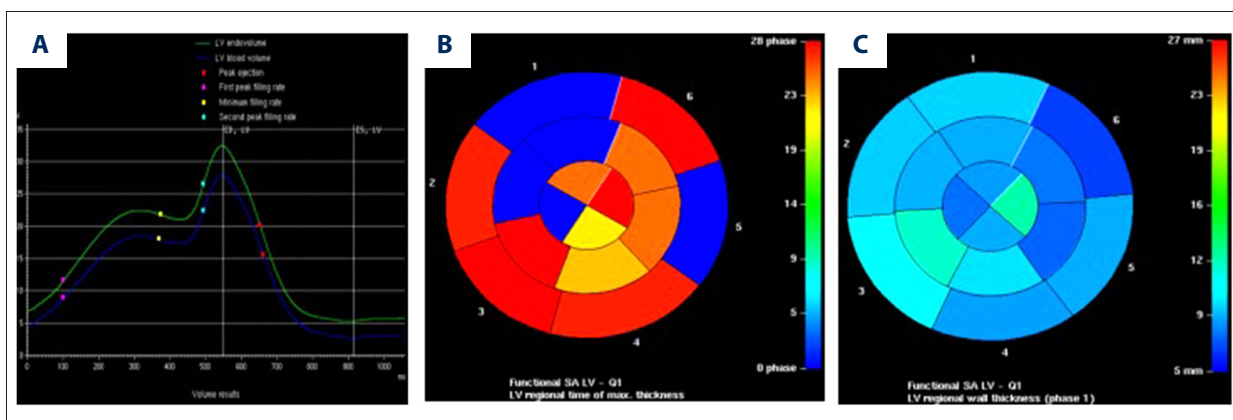 A
LV endovolume
LV blood volume
Peak ejection
First peak filling rate
Minimum filling rate
Second peak filling rate
ED, LV
ES, LV
35
30
25
20
15
10
5
0
0 100 200 300 400 500 600 700 800 900 1000
ms
Volume results
B
28 phase
23
19
14
9
5
0 phase
1
2
3
4
5
6
Functional SA LV - Q1
LV regional time of max. thickness
C
27 mm
23
20
16
12
9
5 mm
1
2
3
4
5
6
Functional SA LV - Q1
LV regional wall thickness (phase 1)